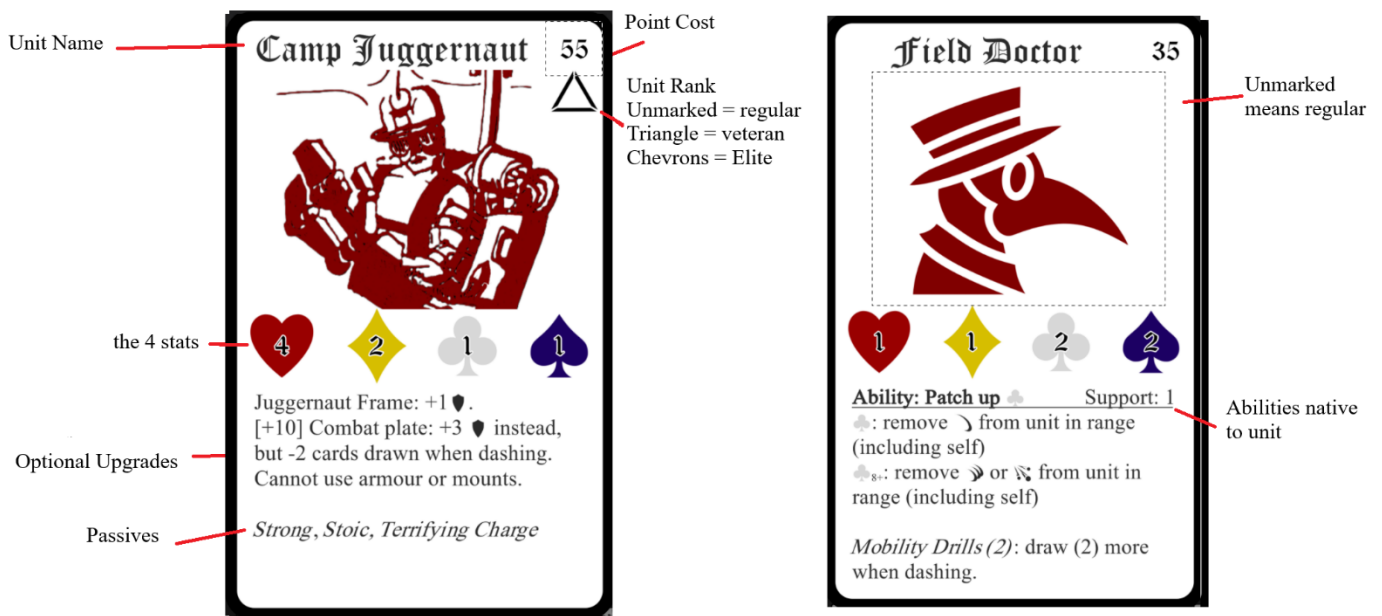 Unit Name
Camp Juggernaut
55
Point Cost
Unit Rank
Unmarked = regular
Triangle = veteran
Chevrons = Elite
the 4 stats
4
2
1
1
Juggernaut Frame: +1 .
[+10] Combat plate: +3 instead,
but -2 cards drawn when dashing.
Cannot use armour or mounts.
Optional Upgrades
Passives
Strong, Stoic, Terrifying Charge
Field Doctor
35
Unmarked
means regular
1
1
2
2
Ability: Patch up
Support: 1
: remove from unit in range
(including self)
8+: remove or from unit in
range (including self)
Abilities native
to unit
Mobility Drills (2): draw (2) more
when dashing.